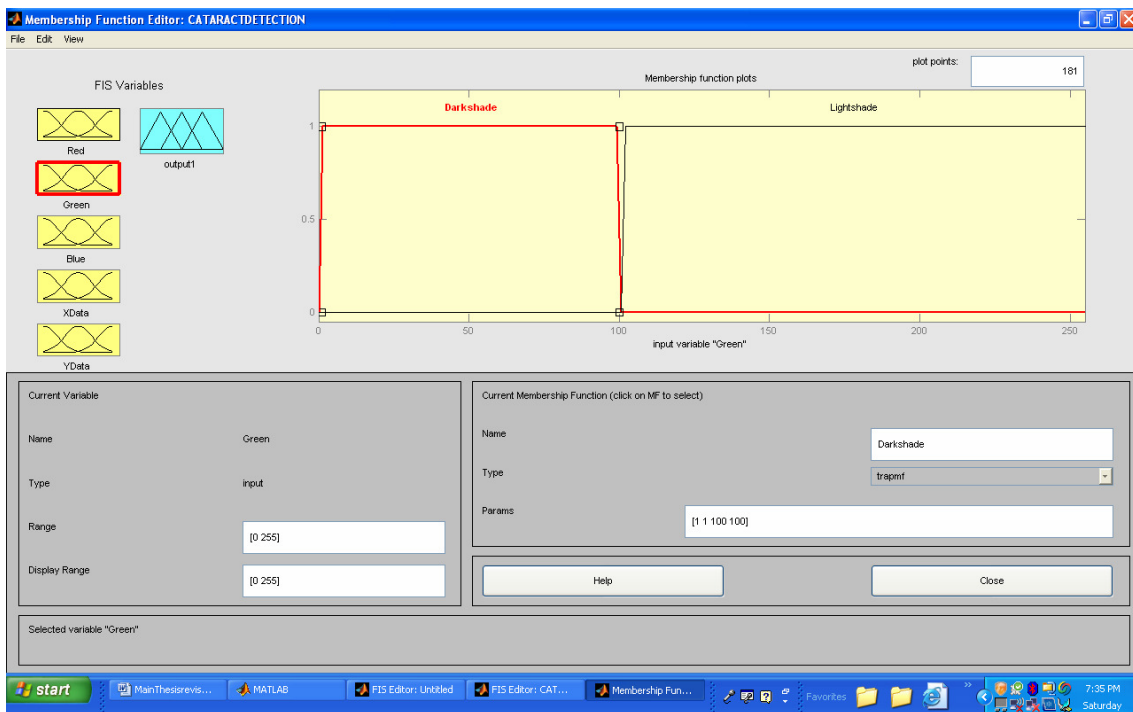 Membership Function Editor: CATARACTDETECTION
File Edit View
FIS Variables
Red
output1
Green
Blue
XData
YData
plot points:
181
Membership function plots
Darkshade
Lightshade
1
0.5
0
0 50 100 150 200 250
input variable "Green"
Current Variable
Name Green
Type input
Range [0 255]
Display Range [0 255]
Current Membership Function (click on MF to select)
Name Darkshade
Type trapmf
Params [1 1 100 100]
Help Close
Selected variable "Green"
start MainThesisrevis... MATLAB FIS Editor: Untitled FIS Editor: CAT... Membership Fun... Favorites » 7:35 PM
Saturday